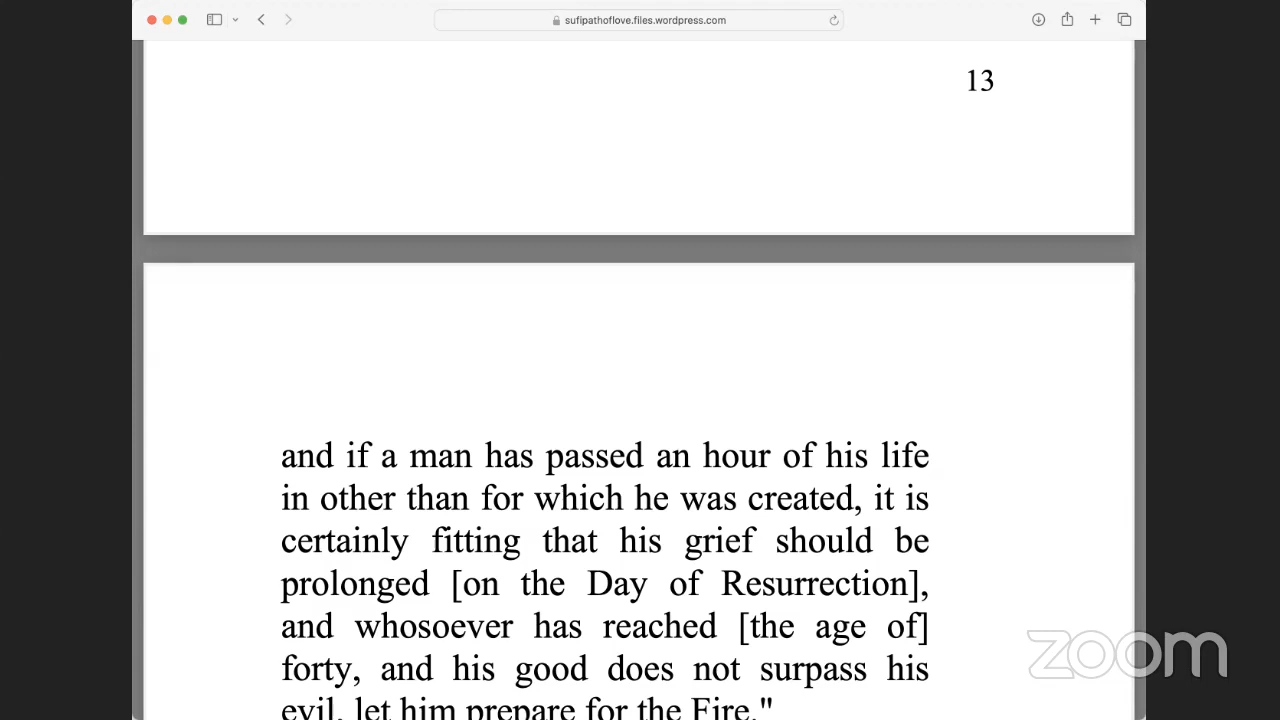 sufipathoflove.files.wordpress.com
13
and if a man has passed an hour of his life
in other than for which he was created, it is
certainly fitting that his grief should be
prolonged [on the Day of Resurrection],
and whosoever has reached [the age of]
forty, and his good does not surpass his
evil, let him prepare for the Fire."
zoom